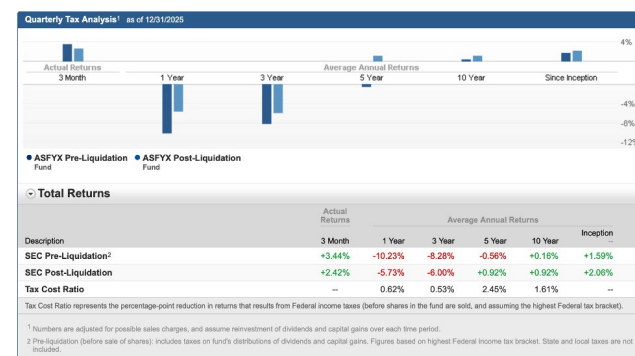 Quarterly Tax Analysis1 as of 12/31/2025
4%
Actual Returns Average Annual Returns
3 Month 1 Year 3 Year 5 Year 10 Year Since Inception
-4%
-8%
-12%
ASFYX Pre-Liquidation ASFYX Post-Liquidation
Fund Fund
Total Returns
Actual
Returns Average Annual Returns
Inception
Description 3 Month 1 Year 3 Year 5 Year 10 Year --
SEC Pre-Liquidation2 +3.44% -10.23% -8.28% -0.56% +0.16% +1.59%
SEC Post-Liquidation +2.42% -5.73% -6.00% +0.92% +0.92% +2.06%
Tax Cost Ratio -- 0.62% 0.53% 2.45% 1.61% --
Tax Cost Ratio represents the percentage-point reduction in returns that results from Federal income taxes (before shares in the fund are sold, and assuming the highest Federal tax bracket).
1 Numbers are adjusted for possible sales charges, and assume reinvestment of dividends and capital gains over each time period.
2 Pre-liquidation (before sale of shares): includes taxes on fund's distributions of dividends and capital gains. Figures based on highest Federal income tax bracket. State and local taxes are not
included.